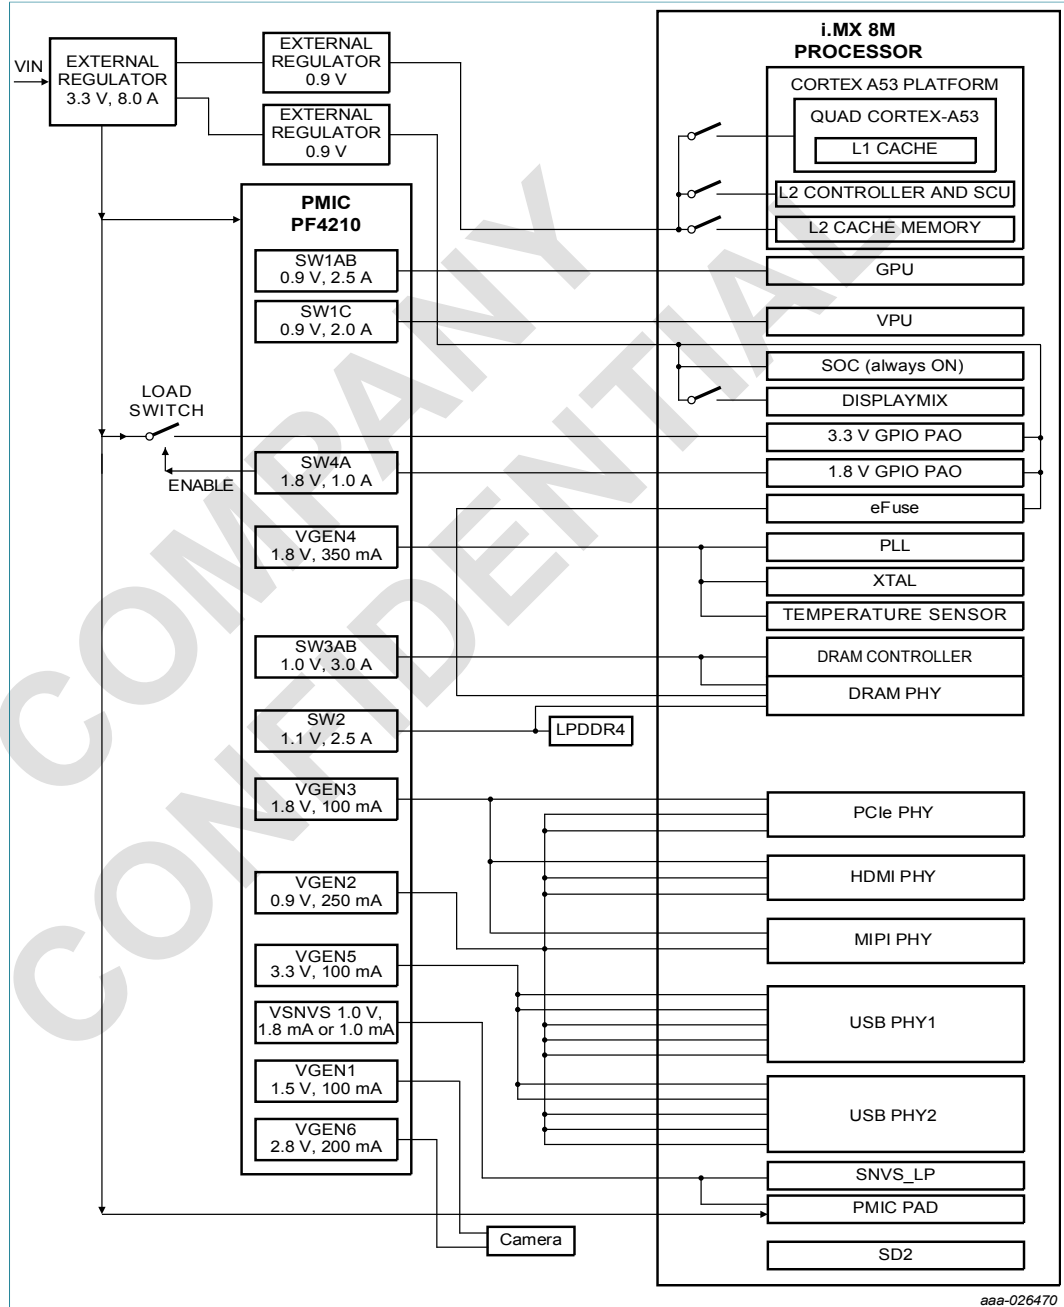 VIN
EXTERNAL
REGULATOR
3.3 V, 8.0 A
EXTERNAL
REGULATOR
0.9 V
EXTERNAL
REGULATOR
0.9 V
PMIC
PF4210
SW1AB
0.9 V, 2.5 A
SW1C
0.9 V, 2.0 A
LOAD
SWITCH
ENABLE
SW4A
1.8 V, 1.0 A
VGEN4
1.8 V, 350 mA
SW3AB
1.0 V, 3.0 A
SW2
1.1 V, 2.5 A
LPDDR4
VGEN3
1.8 V, 100 mA
VGEN2
0.9 V, 250 mA
VGEN5
3.3 V, 100 mA
VSNVS 1.0 V,
1.8 mA or 1.0 mA
VGEN1
1.5 V, 100 mA
VGEN6
2.8 V, 200 mA
Camera
i.MX 8M
PROCESSOR
CORTEX A53 PLATFORM
QUAD CORTEX-A53
L1 CACHE
L2 CONTROLLER AND SCU
L2 CACHE MEMORY
GPU
VPU
SOC (always ON)
DISPLAYMIX
3.3 V GPIO PAO
1.8 V GPIO PAO
eFuse
PLL
XTAL
TEMPERATURE SENSOR
DRAM CONTROLLER
DRAM PHY
PCIe PHY
HDMI PHY
MIPI PHY
USB PHY1
USB PHY2
SNVS_LP
PMIC PAD
SD2
aaa-026470
COMPANY
CONFIDENTIAL